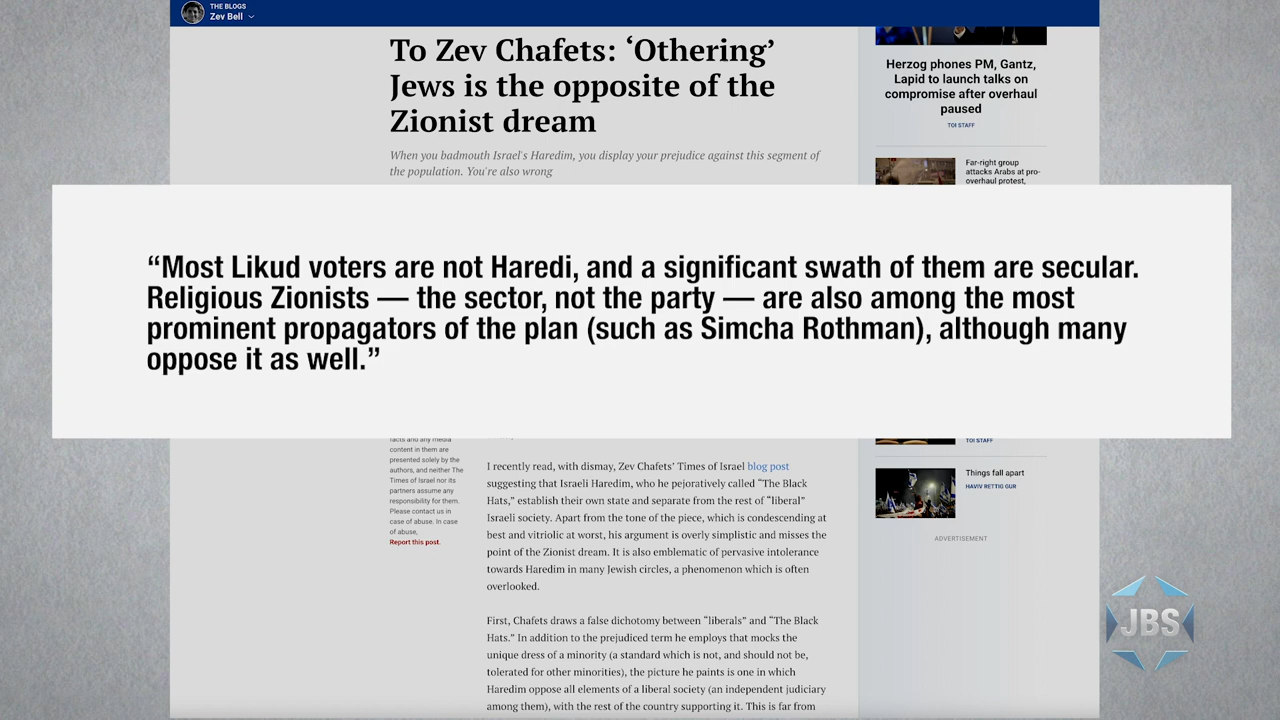 THE BLOGS
Zev Bell
To Zev Chafets: ‘Othering’
Jews is the opposite of the
Zionist dream
When you badmouth Israel's Haredim, you display your prejudice against this segment of
the population. You're also wrong
Herzog phones PM, Gantz,
Lapid to launch talks on
compromise after overhaul
paused
TOI STAFF
Far-right group
attacks Arabs at pro-
overhaul protest,
“Most Likud voters are not Haredi, and a significant swath of them are secular.
Religious Zionists — the sector, not the party — are also among the most
prominent propagators of the plan (such as Simcha Rothman), although many
oppose it as well.”
facts and any media
content in them are
presented solely by the
authors, and neither The
Times of Israel nor its
partners assume any
responsibility for them.
Please contact us in
case of abuse. In case
of abuse,
Report this post.
I recently read, with dismay, Zev Chafets’ Times of Israel blog post
suggesting that Israeli Haredim, who he pejoratively called “The Black
Hats,” establish their own state and separate from the rest of “liberal”
Israeli society. Apart from the tone of the piece, which is condescending at
best and vitriolic at worst, his argument is overly simplistic and misses the
point of the Zionist dream. It is also emblematic of pervasive intolerance
towards Haredim in many Jewish circles, a phenomenon which is often
overlooked.
First, Chafets draws a false dichotomy between “liberals” and “The Black
Hats.” In addition to the prejudiced term he employs that mocks the
unique dress of a minority (a standard which is not, and should not be,
tolerated for other minorities), the picture he paints is one in which
Haredim oppose all elements of a liberal society (an independent judiciary
among them), with the rest of the country supporting it. This is far from
TOI STAFF
Things fall apart
HAVIV RETTIG GUR
ADVERTISEMENT
JBS